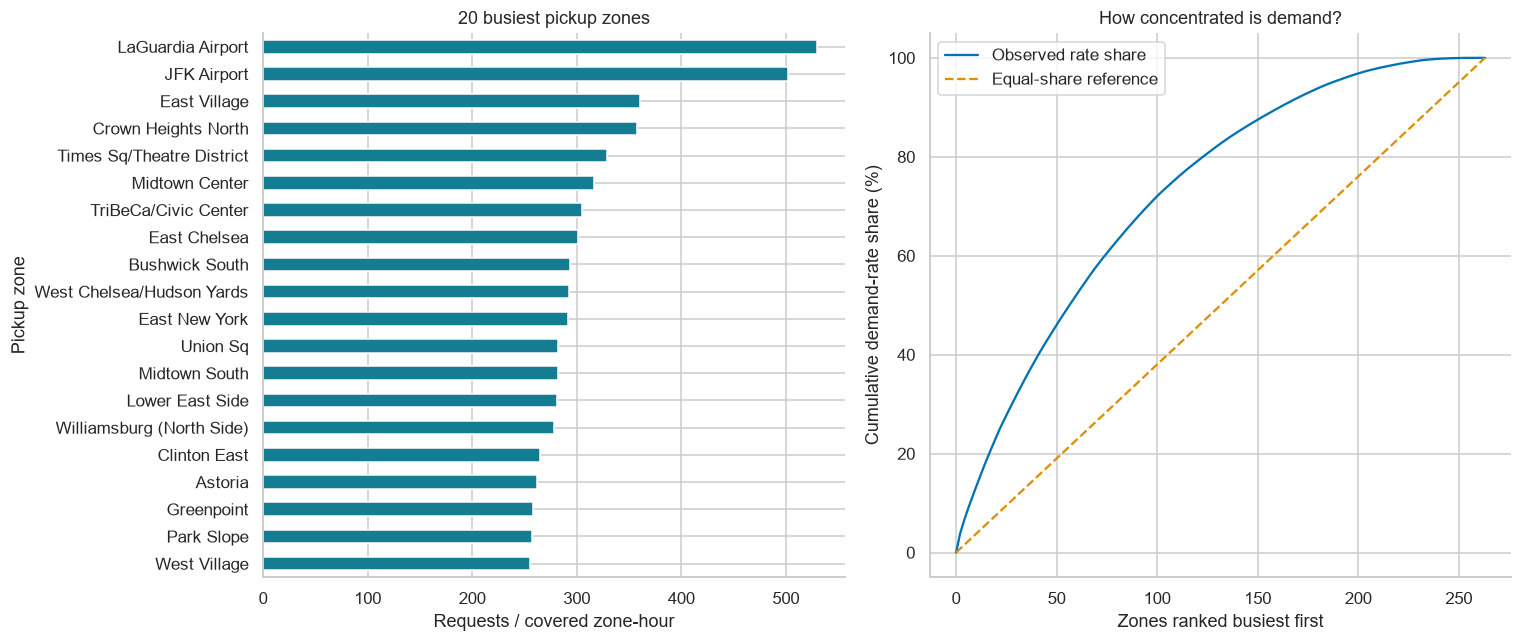 20 busiest pickup zones
Pickup zone
LaGuardia Airport
JFK Airport
East Village
Crown Heights North
Times Sq/Theatre District
Midtown Center
TriBeCa/Civic Center
East Chelsea
Bushwick South
West Chelsea/Hudson Yards
East New York
Union Sq
Midtown South
Lower East Side
Williamsburg (North Side)
Clinton East
Astoria
Greenpoint
Park Slope
West Village
0 100 200 300 400 500
Requests / covered zone-hour
How concentrated is demand?
Observed rate share
Equal-share reference
Cumulative demand-rate share (%)
100
80
60
40
20
0
0 50 100 150 200 250
Zones ranked busiest first